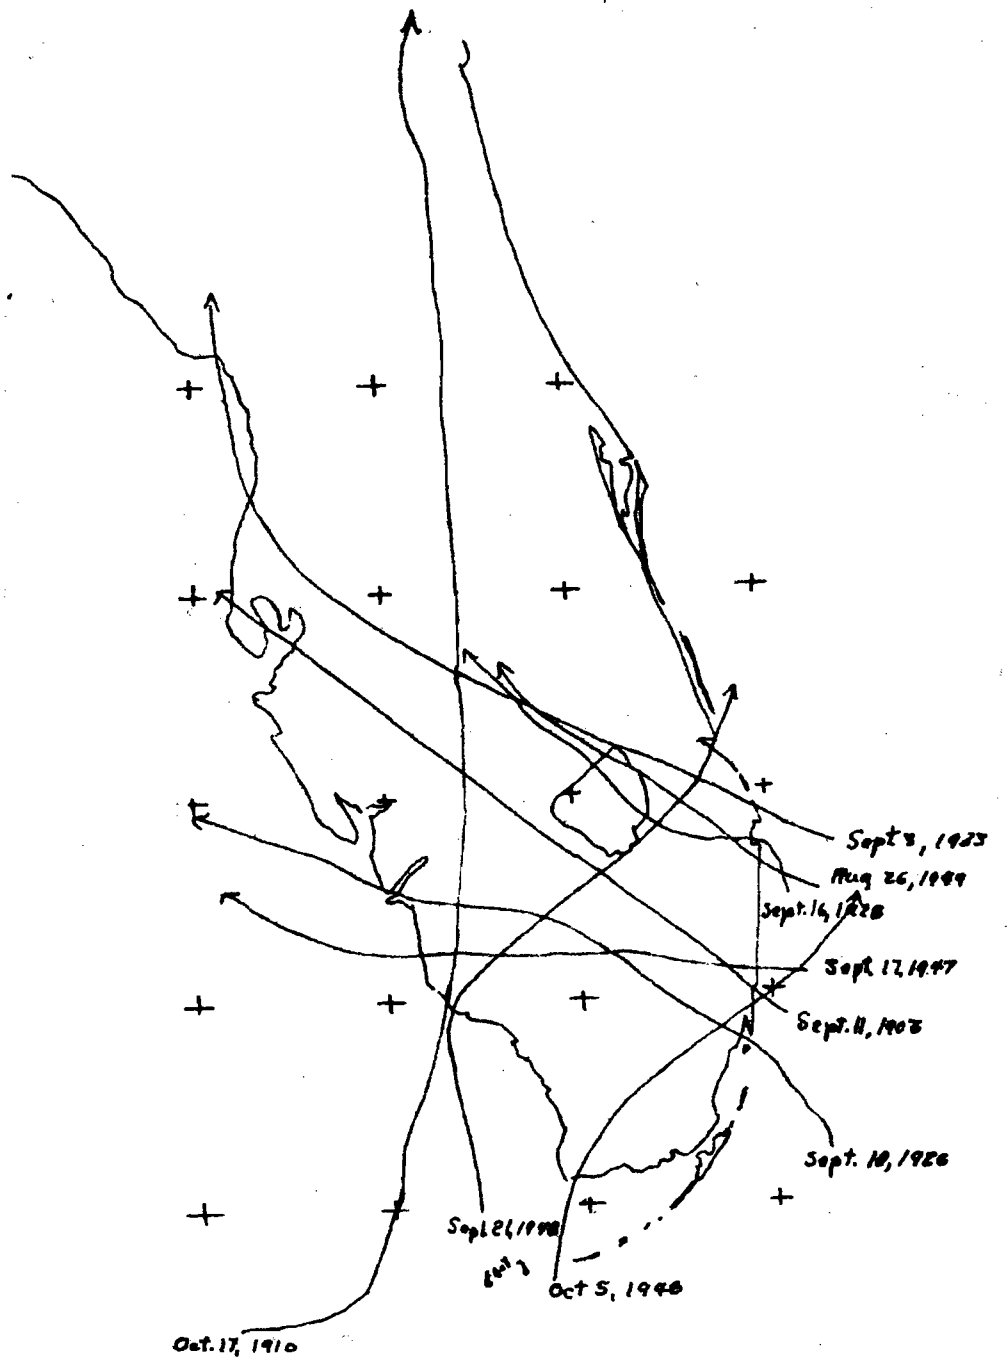 Sept 3, 1933
Aug 26, 1949
Sept. 16, 1928
Sept 17, 1947
Sept. 11, 1903
Sept. 18, 1926
Sept. 21, 1948
Oct 5, 1948
Oct. 17, 1910